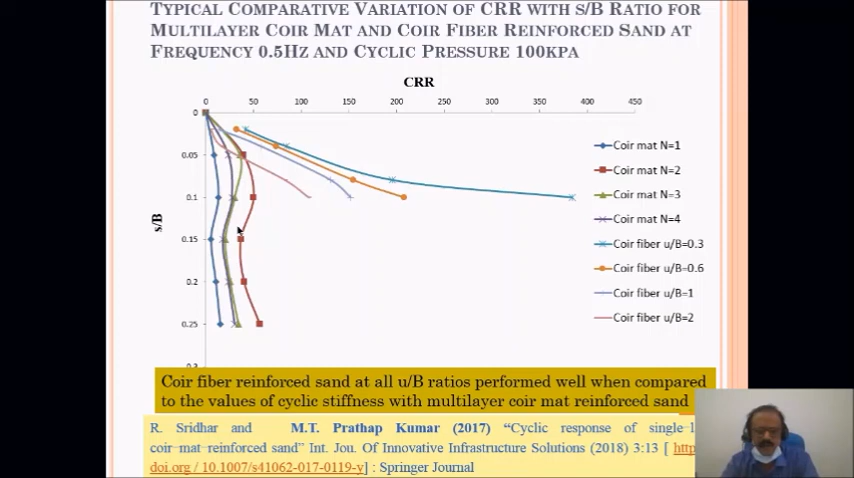 TYPICAL COMPARATIVE VARIATION OF CRR WITH S/B RATIO FOR
MULTILAYER COIR MAT AND COIR FIBER REINFORCED SAND AT
FREQUENCY 0.5HZ AND CYCLIC PRESSURE 100KPA
CRR
0 50 100 150 200 250 300 350 400 450
0
0.05
0.1
0.15
0.2
0.25
0.3
s/B
Coir mat N=1
Coir mat N=2
Coir mat N=3
Coir mat N=4
Coir fiber u/B=0.3
Coir fiber u/B=0.6
Coir fiber u/B=1
Coir fiber u/B=2
Coir fiber reinforced sand at all u/B ratios performed well when compared
to the values of cyclic stiffness with multilayer coir mat reinforced sand
R. Sridhar and M.T. Prathap Kumar (2017) “Cyclic response of single-l
coir mat reinforced sand” Int. Jou. Of Innovative Infrastructure Solutions (2018) 3:13 [ http
doi.org / 10.1007/s41062-017-0119-y] : Springer Journal